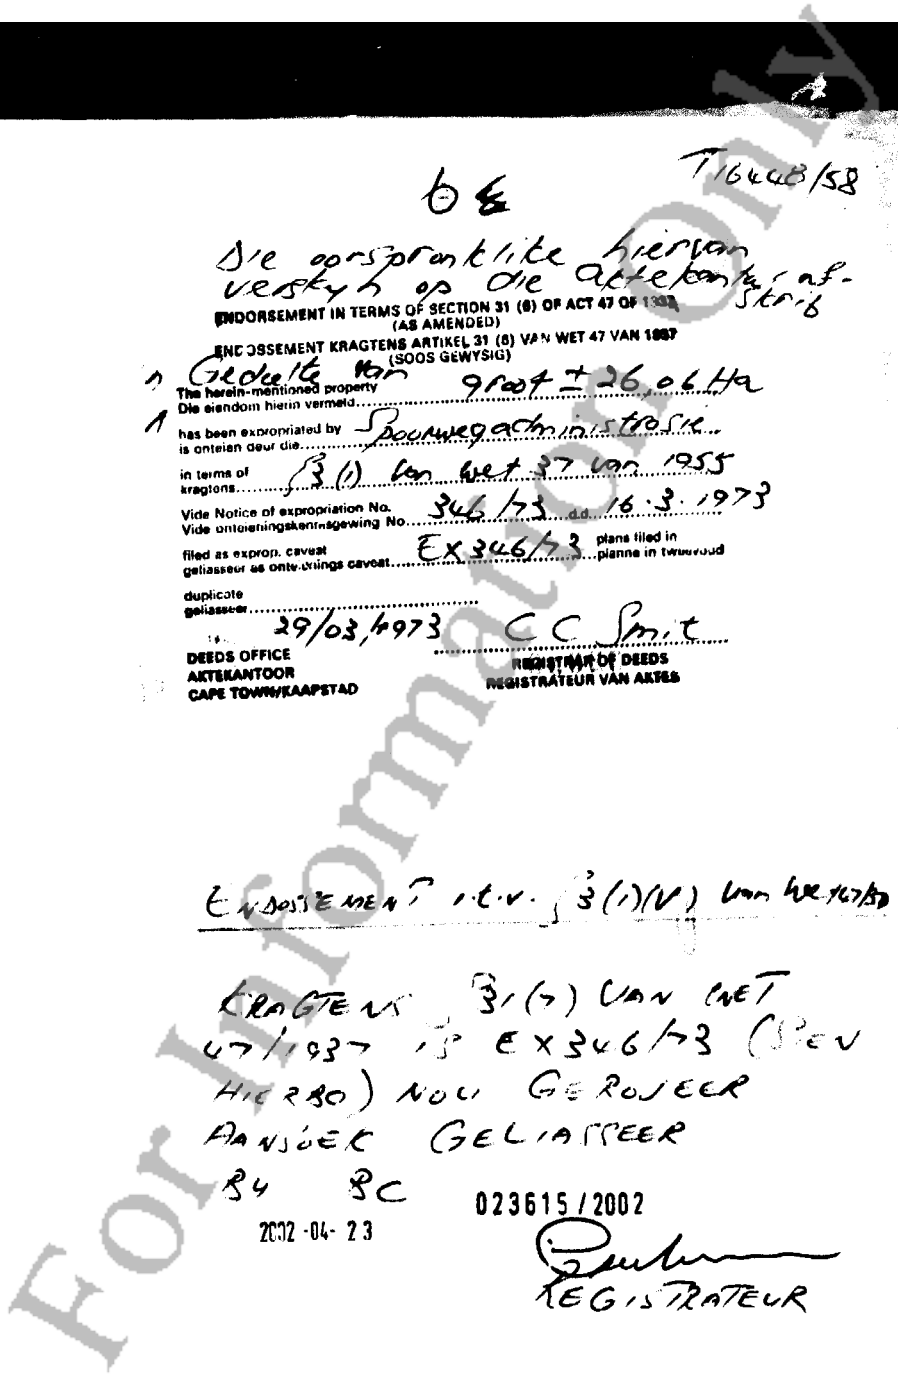 T16448/58
Die oorspronklike hiervan
verskyn op die aktekantoor af-
skrif
ENDORSEMENT IN TERMS OF SECTION 31 (6) OF ACT 47 OF 1937
(AS AMENDED)
ENDOSSEMENT KRAGTENS ARTIKEL 31 (6) VAN WET 47 VAN 1937
(SOOS GEWYSIG)
Gedeelte van
The herein-mentioned property
Die eiendom hierin vermeld groot ± 26,06 Ha
has been expropriated by
is onteien deur die Spoorwegadministrasie
in terms of
kragtens §3(1) van wet 37 van 1955
Vide Notice of expropriation No.
Vide onteieningskennisgewing No. 346/73 d.d. 16.3.1973
filed as exprop. caveat plans filed in
geliasseer as onteienings caveat EX 346/73 planne in tweevoud
duplicate
geliasseer
29/03/1973 C C Smit
DEEDS OFFICE REGISTRAR OF DEEDS
AKTEKANTOOR REGISTRATEUR VAN AKTES
CAPE TOWN/KAAPSTAD
ENDOSSEMENT i.t.v. §3(1)(v) van Wet 47/37
KRAGTENS §31(7) VAN WET
47/1937 IS EX346/73 (SIEN
HIERBO) NOU GEROJEER
AANSOEK GELIASSEER
B4 BC
023615/2002
2002-04-23
REGISTRATEUR
For Information Only